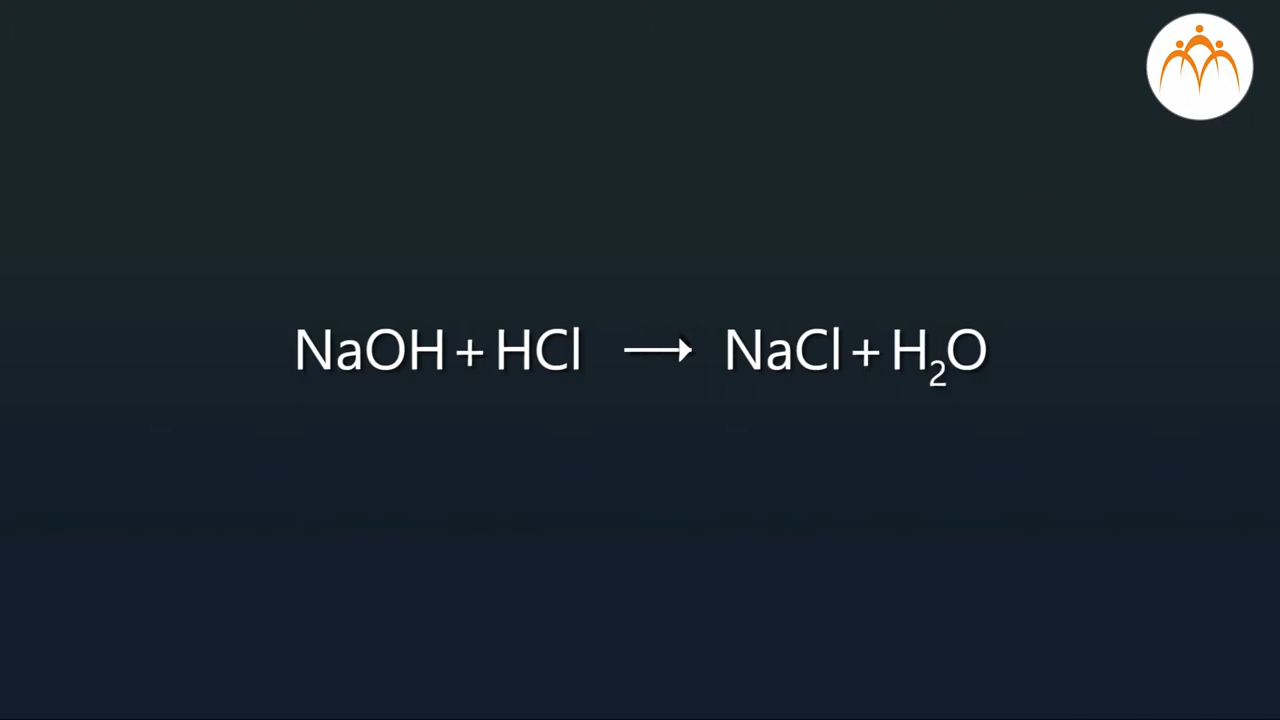 NaOH + HCl ⟶ NaCl + H₂O